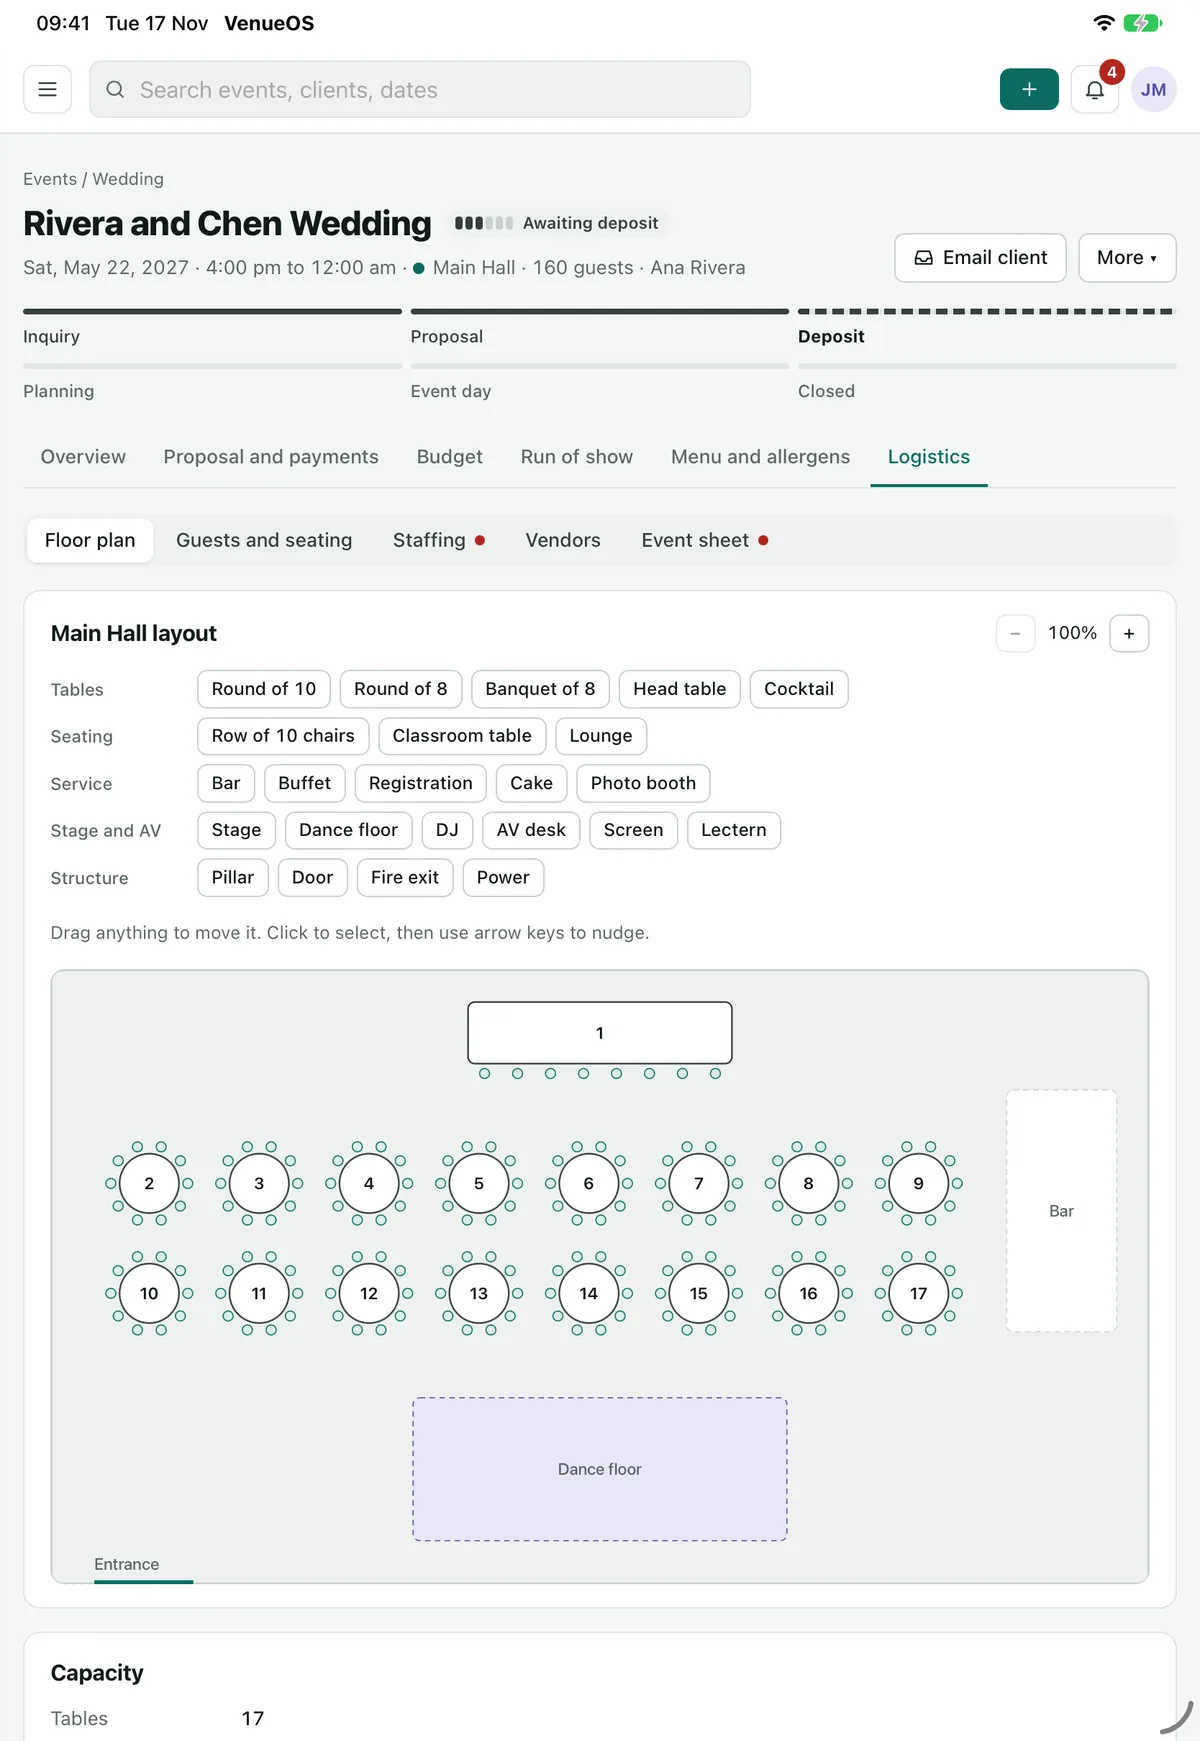 09:41 Tue 17 Nov VenueOS
Search events, clients, dates
+
4
JM
Events / Wedding
Rivera and Chen Wedding
Awaiting deposit
Sat, May 22, 2027 · 4:00 pm to 12:00 am · Main Hall · 160 guests · Ana Rivera
Email client
More ▾
Inquiry
Proposal
Deposit
Planning
Event day
Closed
Overview
Proposal and payments
Budget
Run of show
Menu and allergens
Logistics
Floor plan
Guests and seating
Staffing
Vendors
Event sheet
Main Hall layout
− 100% +
Tables
Round of 10
Round of 8
Banquet of 8
Head table
Cocktail
Seating
Row of 10 chairs
Classroom table
Lounge
Service
Bar
Buffet
Registration
Cake
Photo booth
Stage and AV
Stage
Dance floor
DJ
AV desk
Screen
Lectern
Structure
Pillar
Door
Fire exit
Power
Drag anything to move it. Click to select, then use arrow keys to nudge.
1
2
3
4
5
6
7
8
9
Bar
10
11
12
13
14
15
16
17
Dance floor
Entrance
Capacity
Tables 17